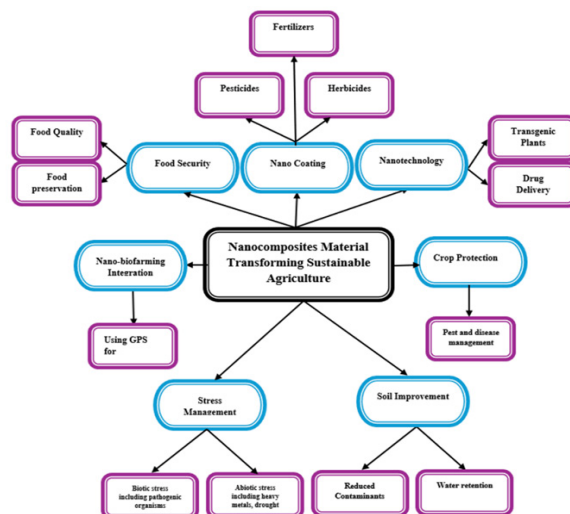 Fertilizers
Pesticides
Herbicides
Food Quality
Food
preservation
Food Security
Nano Coating
Nanotechnology
Transgenic
Plants
Drug
Delivery
Nanocomposites Material
Transforming Sustainable
Agriculture
Nano-biofarming
Integration
Crop Protection
Using GPS
for
Pest and disease
management
Stress
Management
Soil Improvement
Biotic stress
including pathogenic
organisms
Abiotic stress
including heavy
metals, drought
Reduced
Contaminants
Water retention